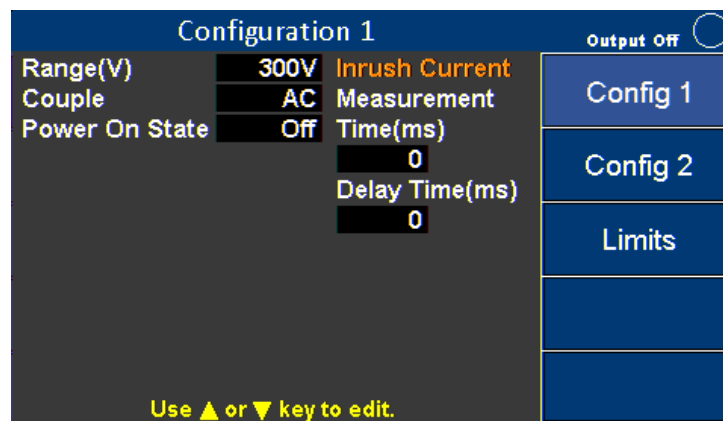 Configuration 1
Output Off
Range(V) 300V
Couple AC
Power On State Off
Inrush Current
Measurement
Time(ms)
0
Delay Time(ms)
0
Use ▲ or ▼ key to edit.
Config 1
Config 2
Limits